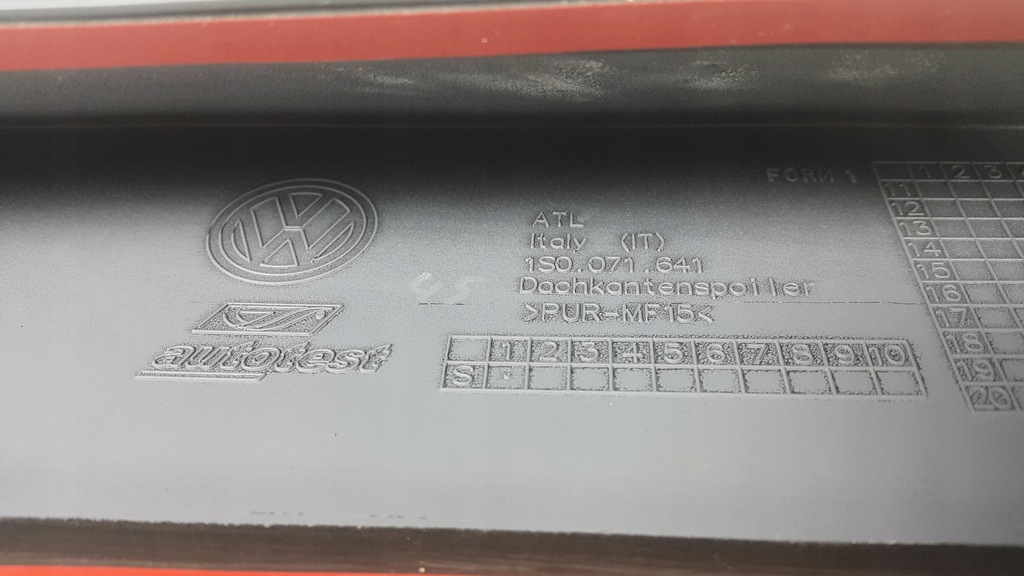 VW
autotest
ATL
Italy (IT)
1S0.071.641
Dachkantenspoiler
>PUR-MF15<
1 2 3 4 5 6 7 8 9 10
S
FORM 1
1 2 3
11
12
13
14
15
16
17
18
19
20